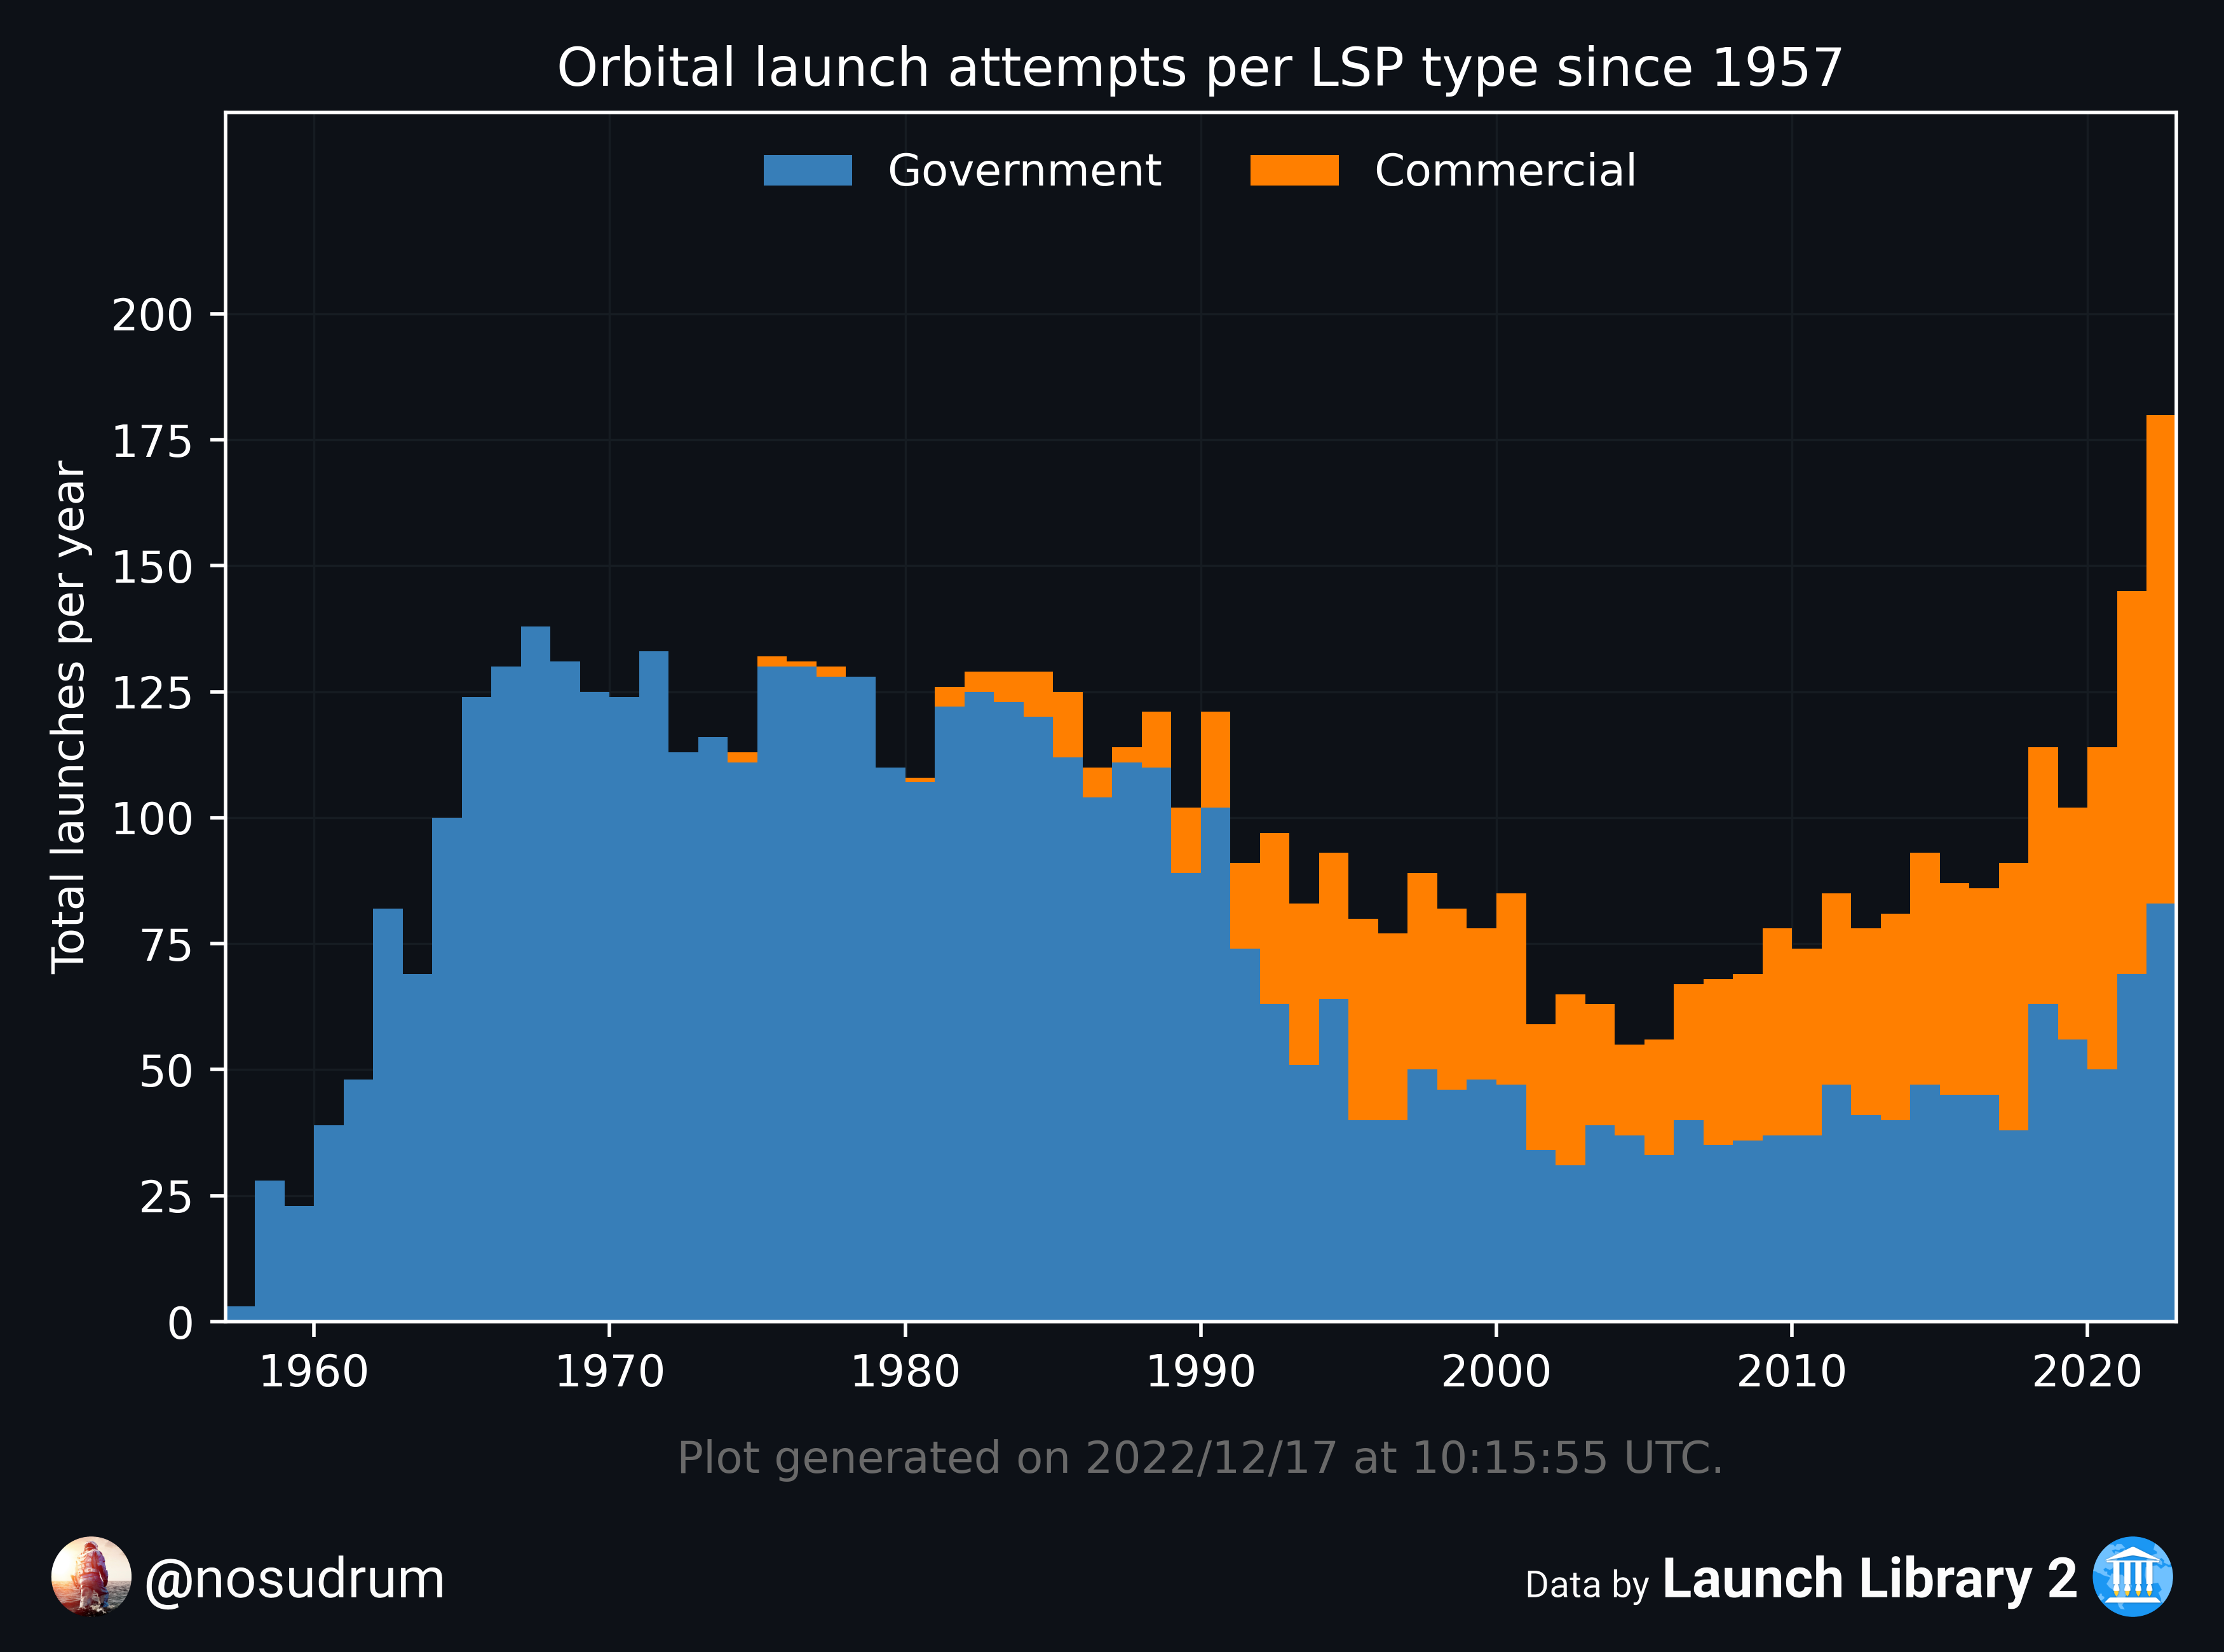 Orbital launch attempts per LSP type since 1957
Government Commercial
Total launches per year
200
175
150
125
100
75
50
25
0
1960 1970 1980 1990 2000 2010 2020
Plot generated on 2022/12/17 at 10:15:55 UTC.
@nosudrum
Data by Launch Library 2